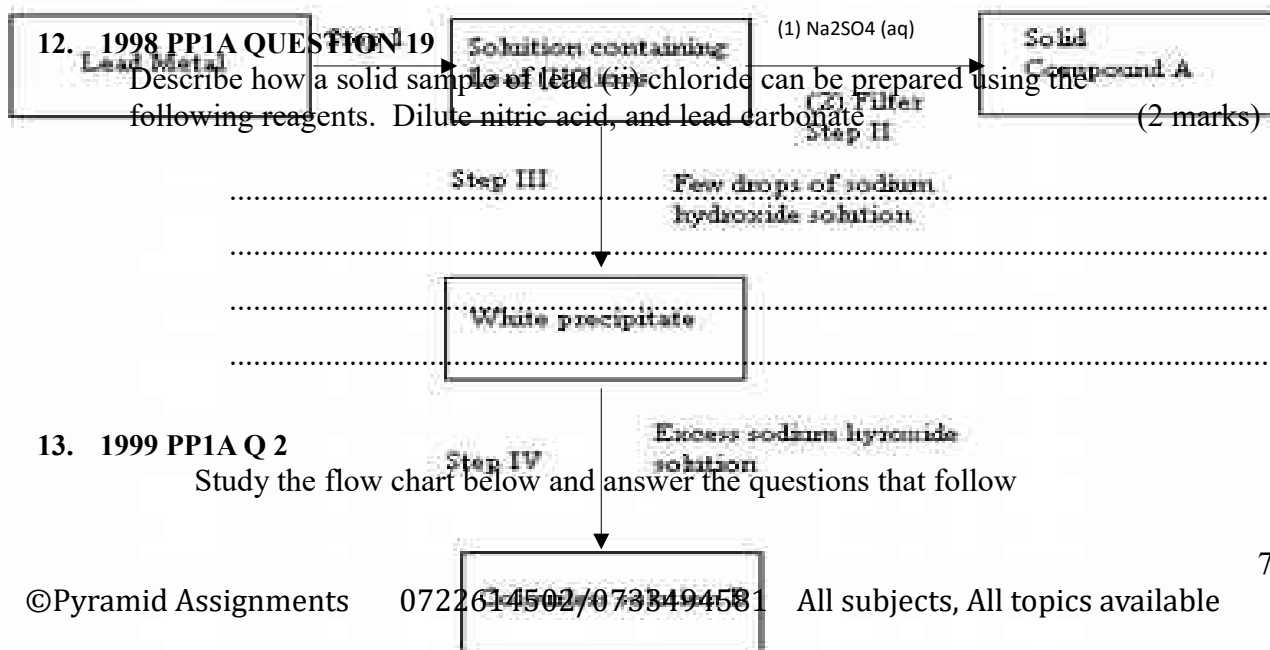 (1) Na2SO4 (aq)
12. 1998 PP1A QUESTION 19
Lead Metal
Soluition containing
Solid
Compound A
Describe how a solid sample of lead (ii) chloride can be prepared using the
(2) Filter
following reagents. Dilute nitric acid, and lead carbonate (2 marks)
Step II
Step III
Few drops of sodium
hydroxide solution
White precipitate
Excess sodium hyroxide
13. 1999 PP1A Q 2
Step IV
solution
Study the flow chart below and answer the questions that follow
7
©Pyramid Assignments 0722614502/0733494581 All subjects, All topics available